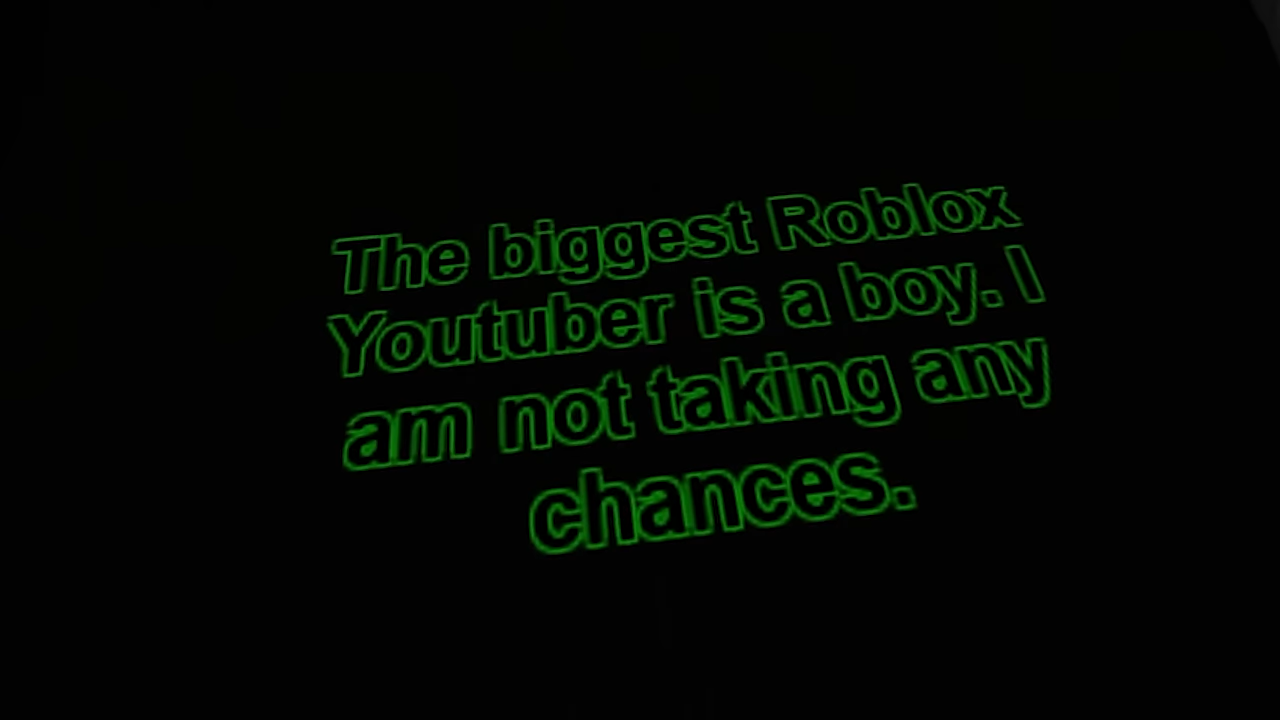 The biggest Roblox
Youtuber is a boy. I
am not taking any
chances.